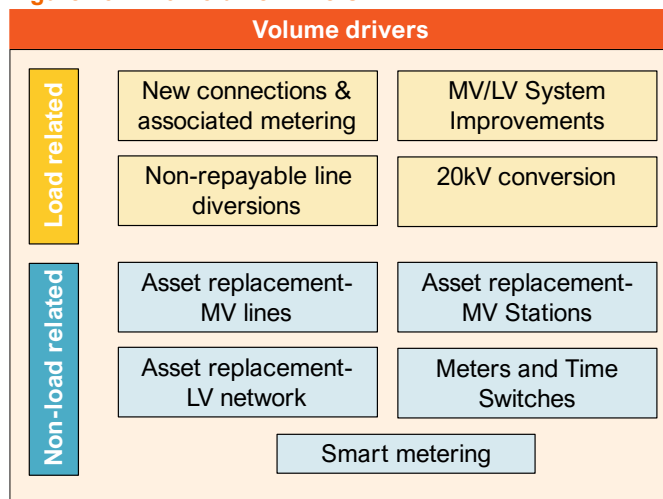 Volume drivers
Load related
New connections &
associated metering
MV/LV System
Improvements
Non-repayable line
diversions
20kV conversion
Non-load related
Asset replacement-
MV lines
Asset replacement-
MV Stations
Asset replacement-
LV network
Meters and Time
Switches
Smart metering